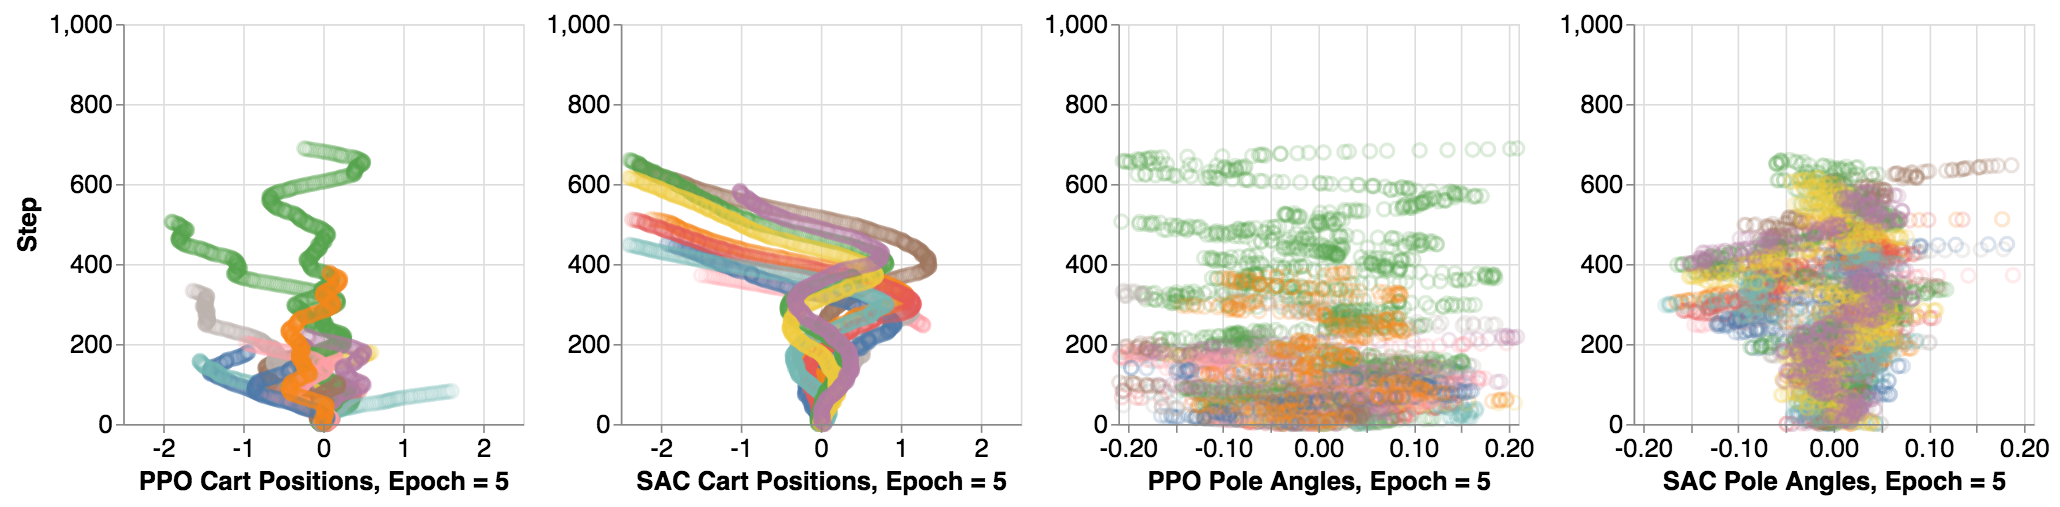 Step
1,000
800
600
400
200
0
-2 -1 0 1 2
PPO Cart Positions, Epoch = 5
1,000
800
600
400
200
0
-2 -1 0 1 2
SAC Cart Positions, Epoch = 5
1,000
800
600
400
200
0
-0.20 -0.10 0.00 0.10 0.20
PPO Pole Angles, Epoch = 5
1,000
800
600
400
200
0
-0.20 -0.10 0.00 0.10 0.20
SAC Pole Angles, Epoch = 5